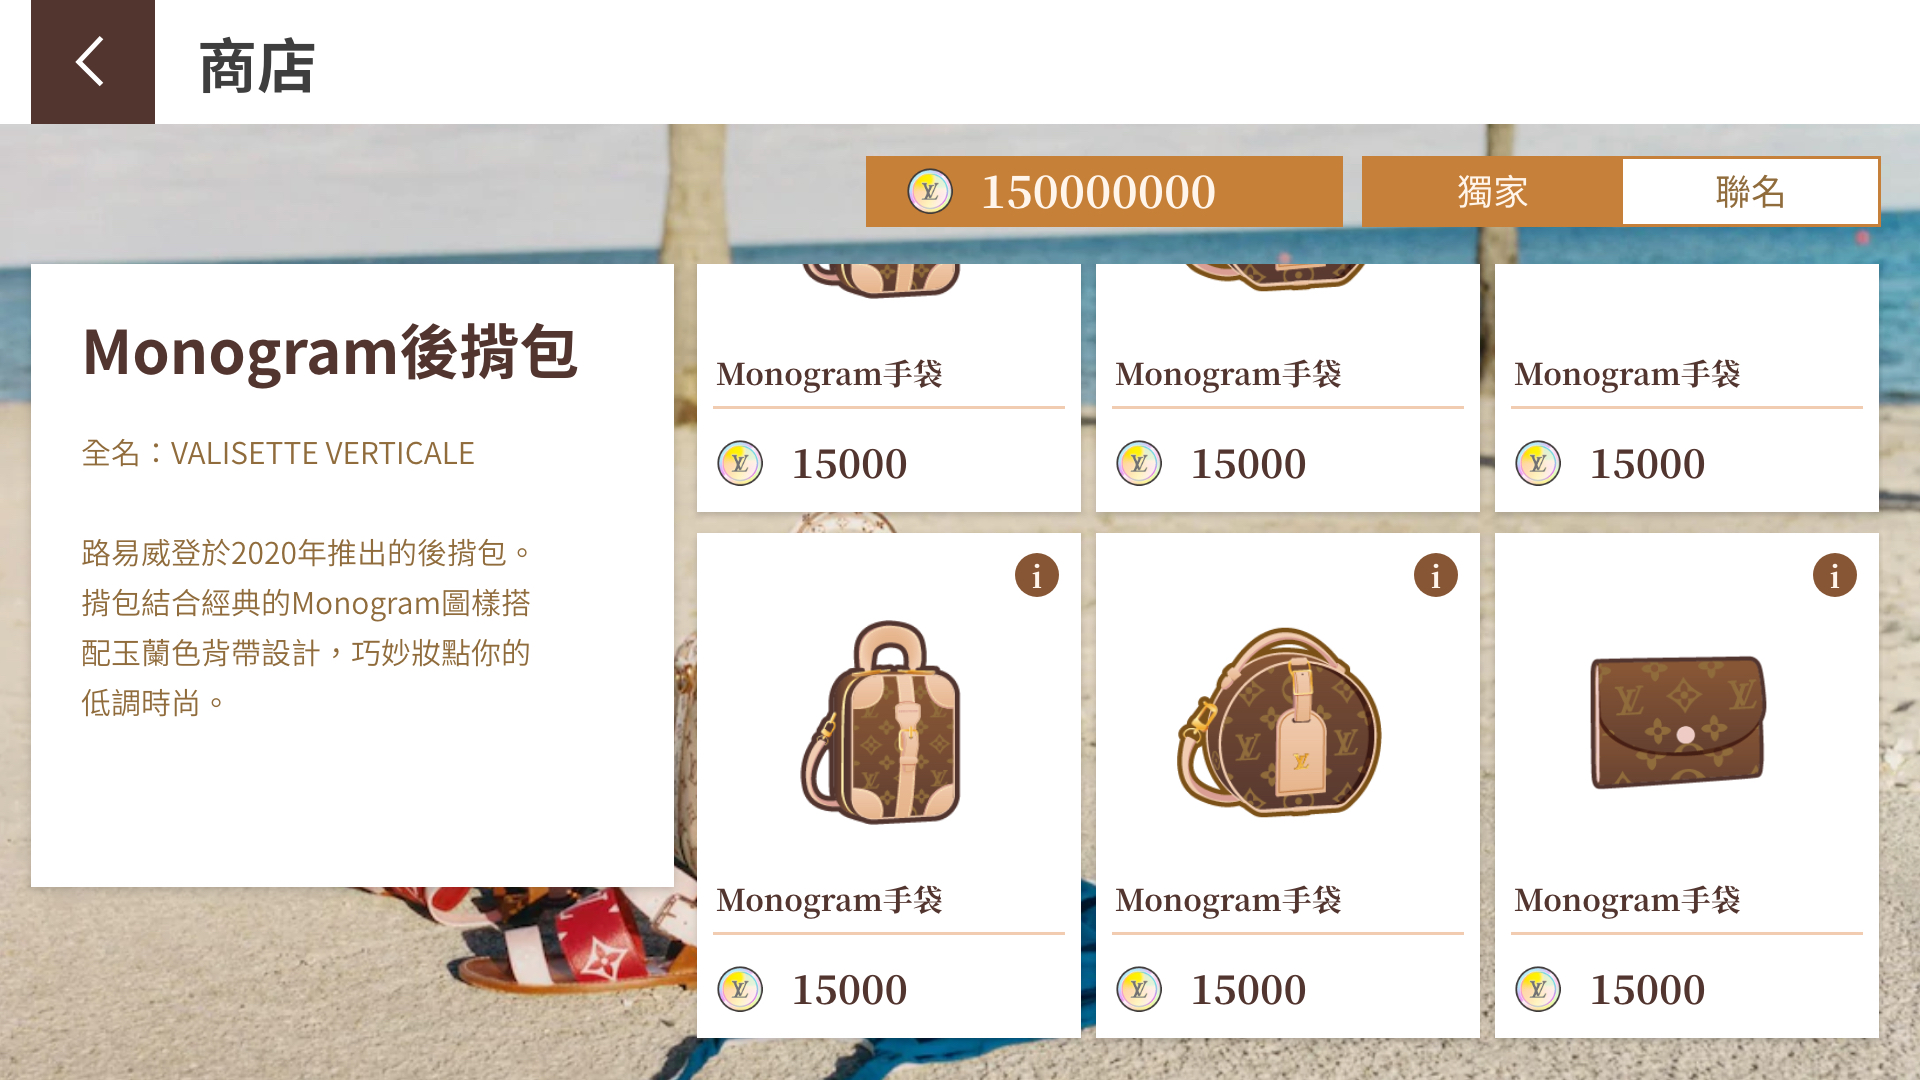 商店
150000000
獨家
聯名
Monogram後揹包
全名：VALISETTE VERTICALE
路易威登於2020年推出的後揹包。
揹包結合經典的Monogram圖樣搭
配玉蘭色背帶設計，巧妙妝點你的
低調時尚。
Monogram手袋
15000
Monogram手袋
15000
Monogram手袋
15000
i
Monogram手袋
15000
i
Monogram手袋
15000
i
Monogram手袋
15000